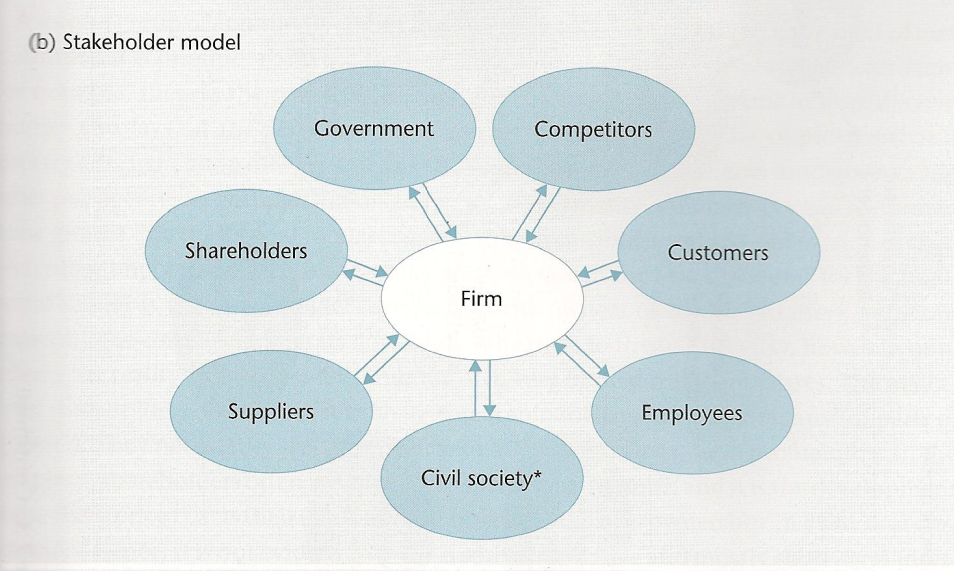 (b) Stakeholder model
Government
Competitors
Shareholders
Customers
Firm
Suppliers
Employees
Civil society*